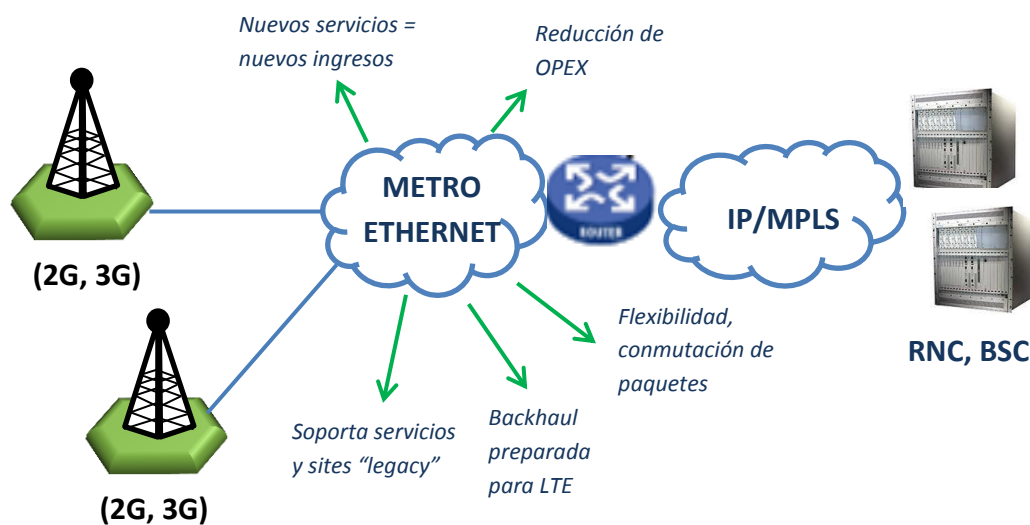 Nuevos servicios =
nuevos ingresos
Reducción de
OPEX
METRO
ETHERNET
ROUTER
IP/MPLS
(2G, 3G)
RNC, BSC
Flexibilidad,
conmutación de
paquetes
Soporta servicios
y sites “legacy”
Backhaul
preparada
para LTE
(2G, 3G)